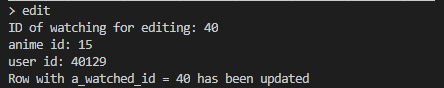 > edit
ID of watching for editing: 40
anime id: 15
user id: 40129
Row with a_watched_id = 40 has been updated